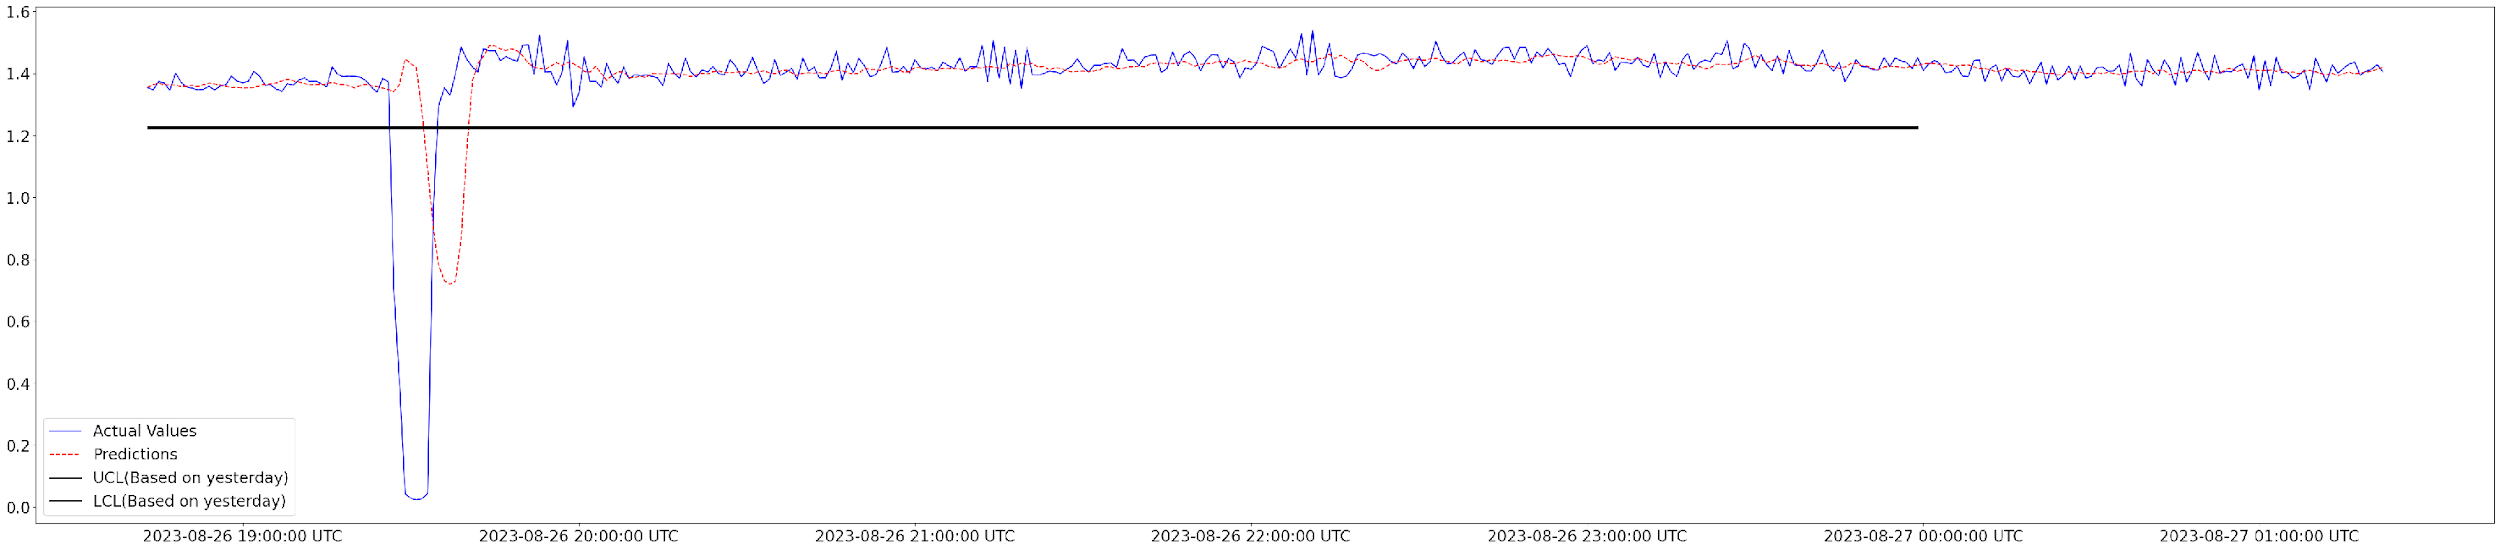 1.6
1.4
1.2
1.0
0.8
0.6
0.4
0.2
0.0
Actual Values
Predictions
UCL(Based on yesterday)
LCL(Based on yesterday)
2023-08-26 19:00:00 UTC
2023-08-26 20:00:00 UTC
2023-08-26 21:00:00 UTC
2023-08-26 22:00:00 UTC
2023-08-26 23:00:00 UTC
2023-08-27 00:00:00 UTC
2023-08-27 01:00:00 UTC